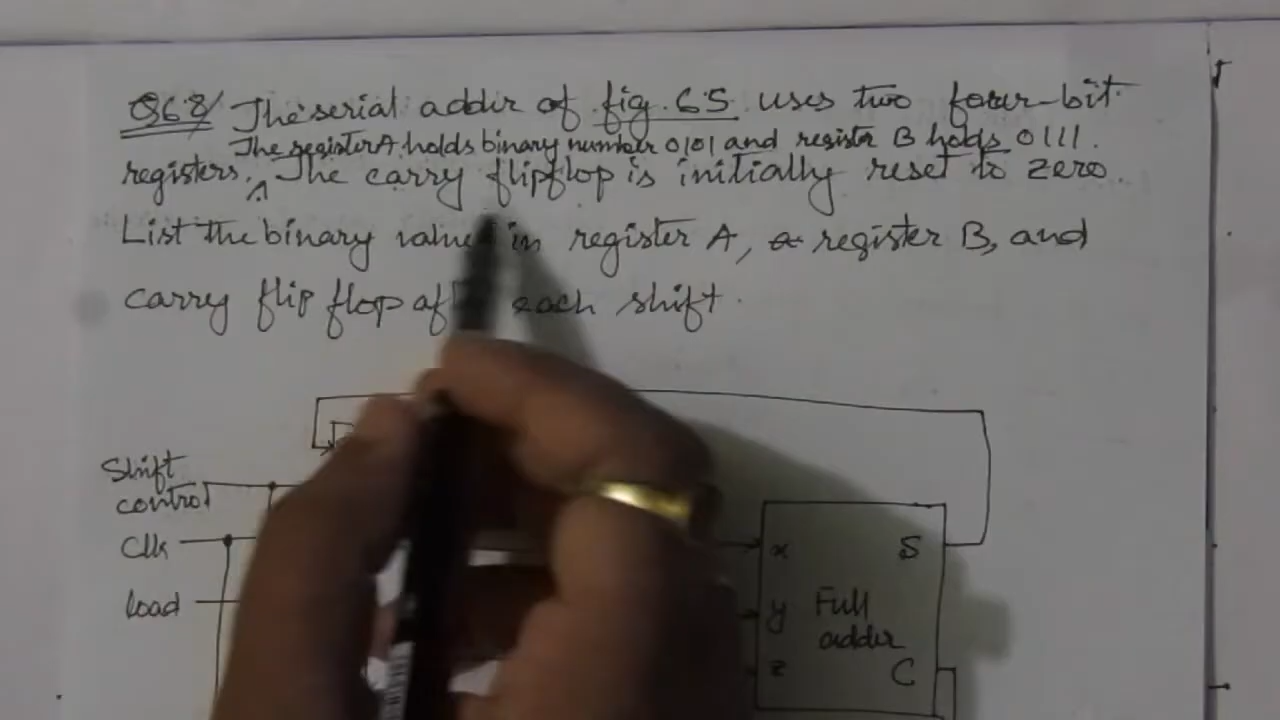 Q6.8/ The serial adder of fig. 6.5 uses two four-bit
The register A holds binary number 0101 and register B holds 0111.
registers. The carry flipflop is initially reset to zero.
List the binary value in register A, register B, and
carry flip flop each shift.
Shift
control
Clk
load
x
S
y
Full
adder
z
C